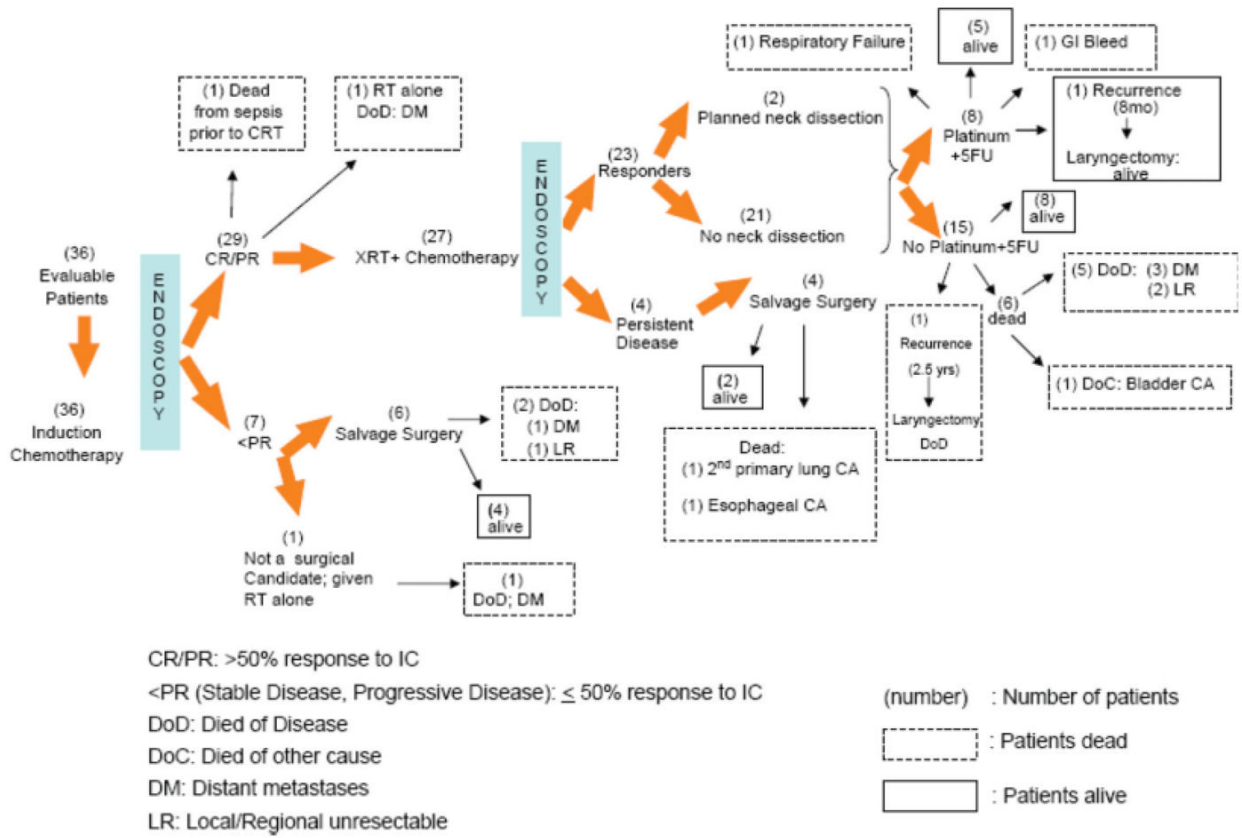 (36)
Evaluable
Patients
(36)
Induction
Chemotherapy
ENDOSCOPY
(1) Dead
from sepsis
prior to CRT
(1) RT alone
DoD: DM
(29)
CR/PR
(27)
XRT+ Chemotherapy
(7)
<PR
(6)
Salvage Surgery
(2) DoD:
(1) DM
(1) LR
(4)
alive
(1)
Not a surgical
Candidate; given
RT alone
(1)
DoD; DM
ENDOSCOPY
(23)
Responders
(2)
Planned neck dissection
(21)
No neck dissection
(4)
Persistent
Disease
(4)
Salvage Surgery
(2)
alive
Dead:
(1) 2nd primary lung CA
(1) Esophageal CA
(1) Respiratory Failure
(5)
alive
(1) GI Bleed
(8)
Platinum
+5FU
(1) Recurrence
(8mo)
Laryngectomy:
alive
(15)
No Platinum+5FU
(8)
alive
(1)
Recurrence
(2.5 yrs)
Laryngectomy
DoD
(6)
dead
(5) DoD: (3) DM
(2) LR
(1) DoC: Bladder CA
CR/PR: >50% response to IC
<PR (Stable Disease, Progressive Disease): ≤ 50% response to IC
DoD: Died of Disease
DoC: Died of other cause
DM: Distant metastases
LR: Local/Regional unresectable
(number) : Number of patients
: Patients dead
: Patients alive